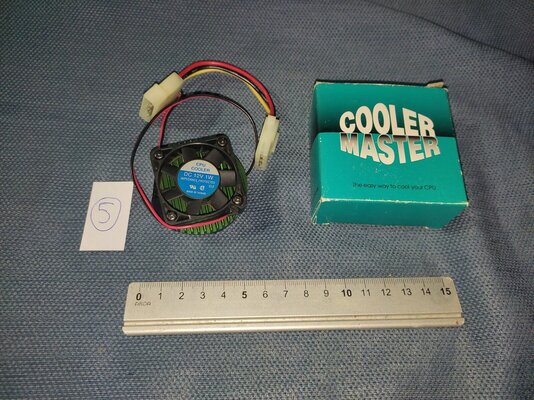 COOLER
MASTER
The easy way to cool your CPU
CPU
COOLER
DC 12V 1W
5
0 1 2 3 4 5 6 7 8 9 10 11 12 13 14 15
ARDA